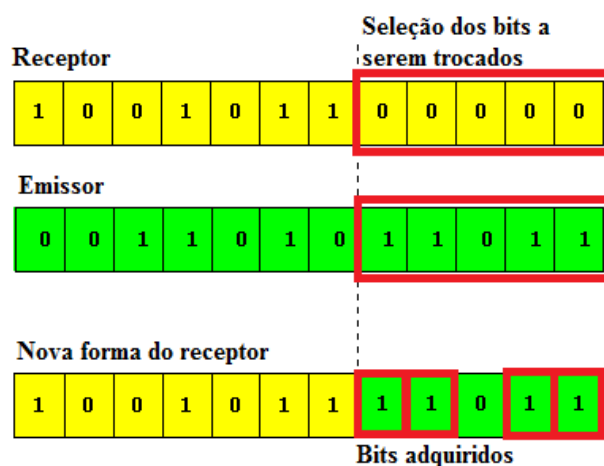 Seleção dos bits a
serem trocados
Receptor
1 0 0 1 0 1 1 0 0 0 0 0
Emissor
0 0 1 1 0 1 0 1 1 0 1 1
Nova forma do receptor
1 0 0 1 0 1 1 1 1 0 1 1
Bits adquiridos